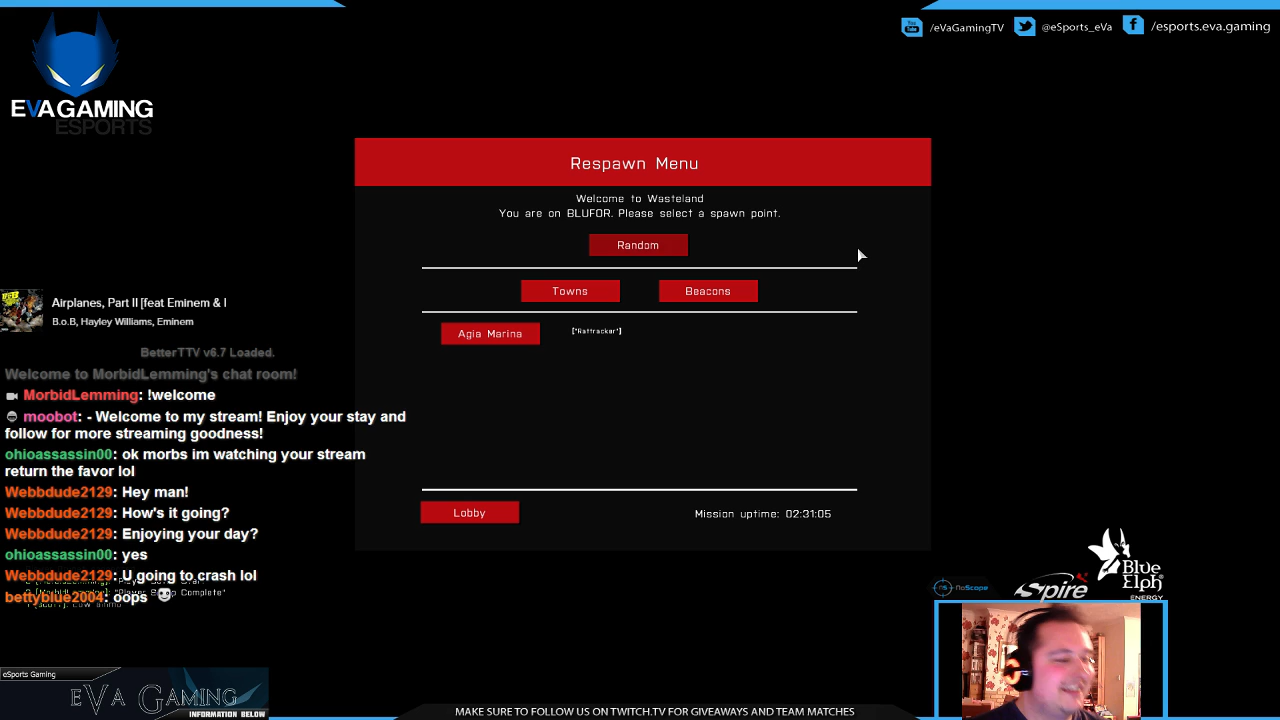 EVAGAMING
ESPORTS
/eVaGamingTV
@eSports_eVa
/esports.eva.gaming
Respawn Menu
Welcome to Wasteland
You are on BLUFOR. Please select a spawn point.
Random
Towns
Beacons
Agia Marina
["Rattracker"]
Lobby
Mission uptime: 02:31:05
Airplanes, Part II [feat Eminem & l
B.o.B, Hayley Williams, Eminem
BetterTTV v6.7 Loaded.
Welcome to MorbidLemming's chat room!
MorbidLemming: !welcome
moobot: - Welcome to my stream! Enjoy your stay and
follow for more streaming goodness!
ohioassassin00: ok morbs im watching your stream
return the favor lol
Webbdude2129: Hey man!
Webbdude2129: How's it going?
Webbdude2129: Enjoying your day?
ohioassassin00: yes
Webbdude2129: U going to crash lol
bettyblue2004: oops
Complete"
NoScope
Spire
Blue
Elph
ENERGY
eSports Gaming
eVa Gaming
INFORMATION BELOW
MAKE SURE TO FOLLOW US ON TWITCH.TV FOR GIVEAWAYS AND TEAM MATCHES